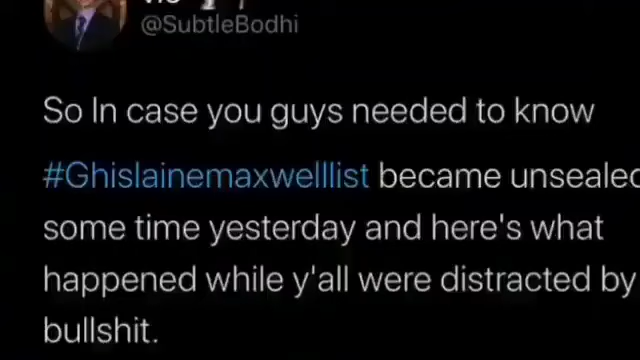 @SubtleBodhi
So In case you guys needed to know
#Ghislainemaxwelllist became unsealed
some time yesterday and here's what
happened while y'all were distracted by
bullshit.